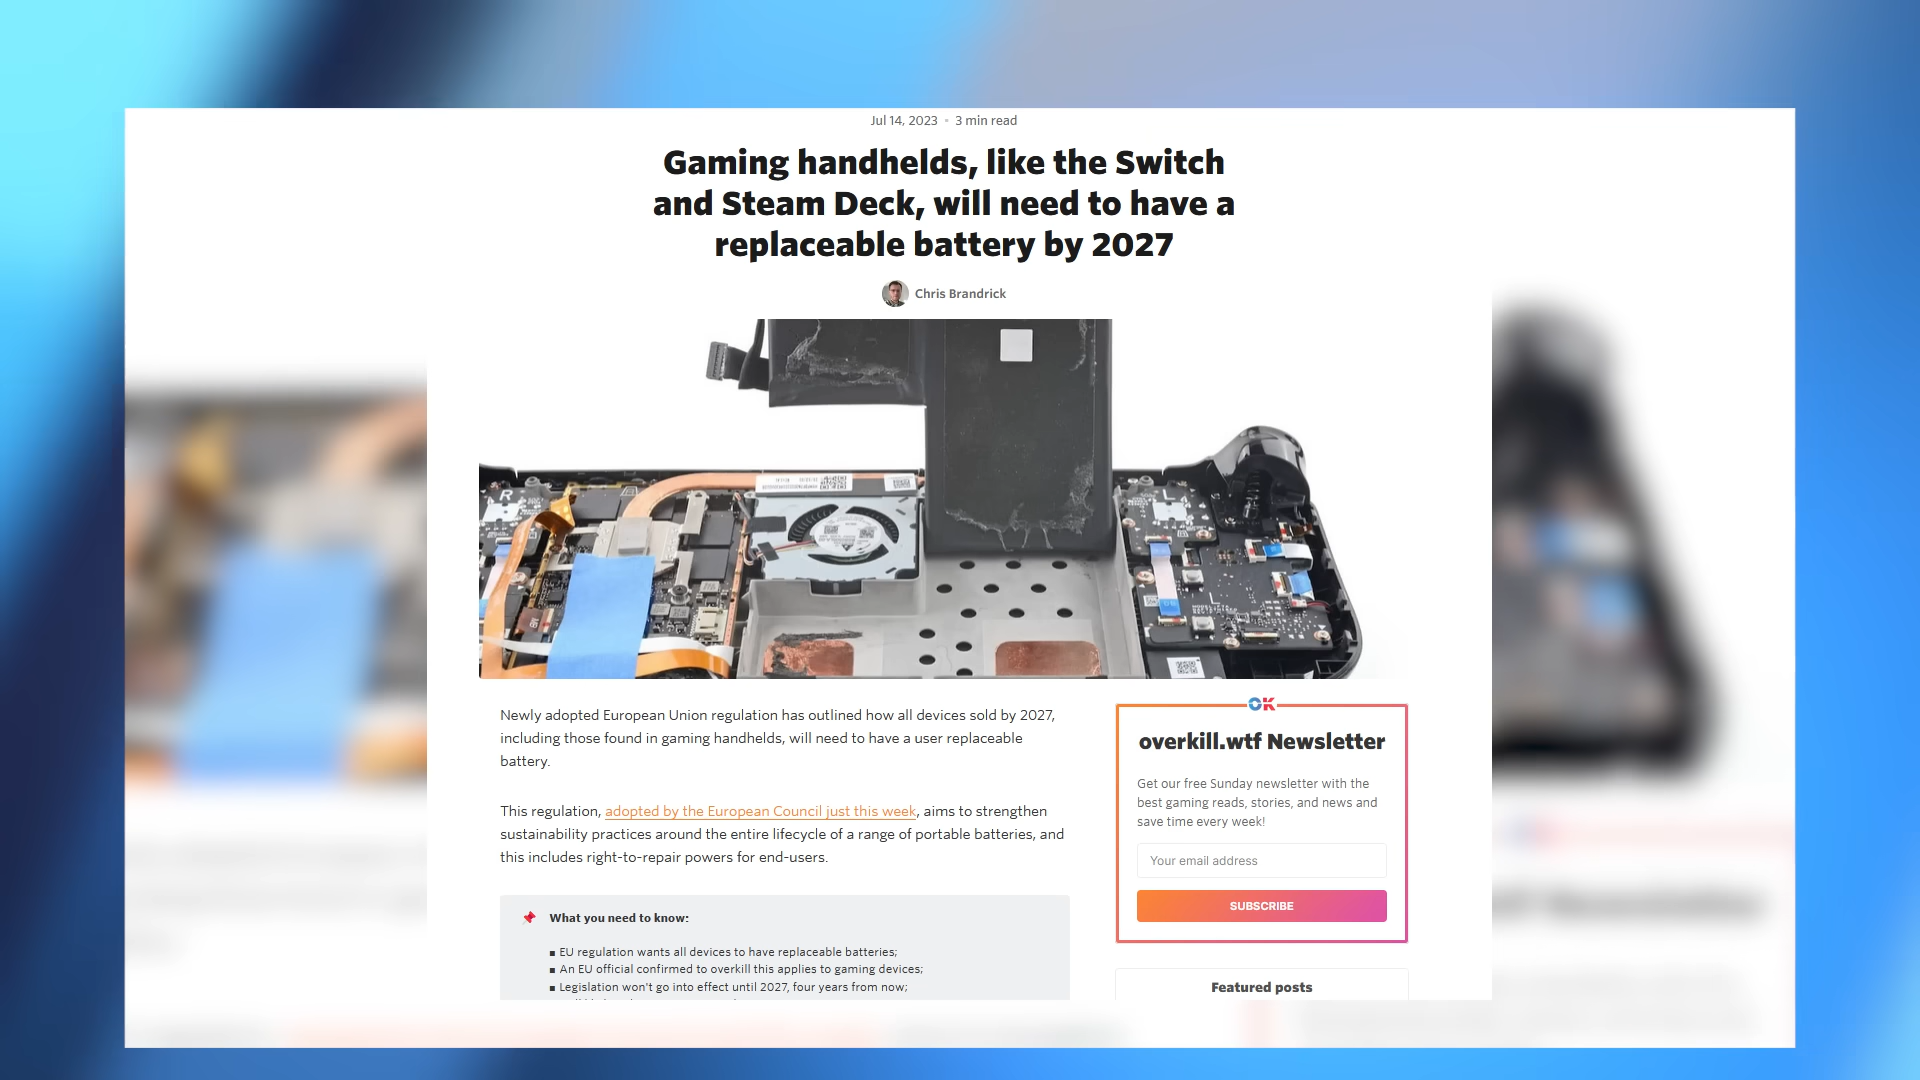 Jul 14, 2023 • 3 min read
Gaming handhelds, like the Switch
and Steam Deck, will need to have a
replaceable battery by 2027
Chris Brandrick
R
L
Newly adopted European Union regulation has outlined how all devices sold by 2027,
including those found in gaming handhelds, will need to have a user replaceable
battery.
This regulation, adopted by the European Council just this week, aims to strengthen
sustainability practices around the entire lifecycle of a range of portable batteries, and
this includes right-to-repair powers for end-users.
What you need to know:
▪ EU regulation wants all devices to have replaceable batteries;
▪ An EU official confirmed to overkill this applies to gaming devices;
▪ Legislation won't go into effect until 2027, four years from now;
OK
overkill.wtf Newsletter
Get our free Sunday newsletter with the
best gaming reads, stories, and news and
save time every week!
Your email address
SUBSCRIBE
Featured posts